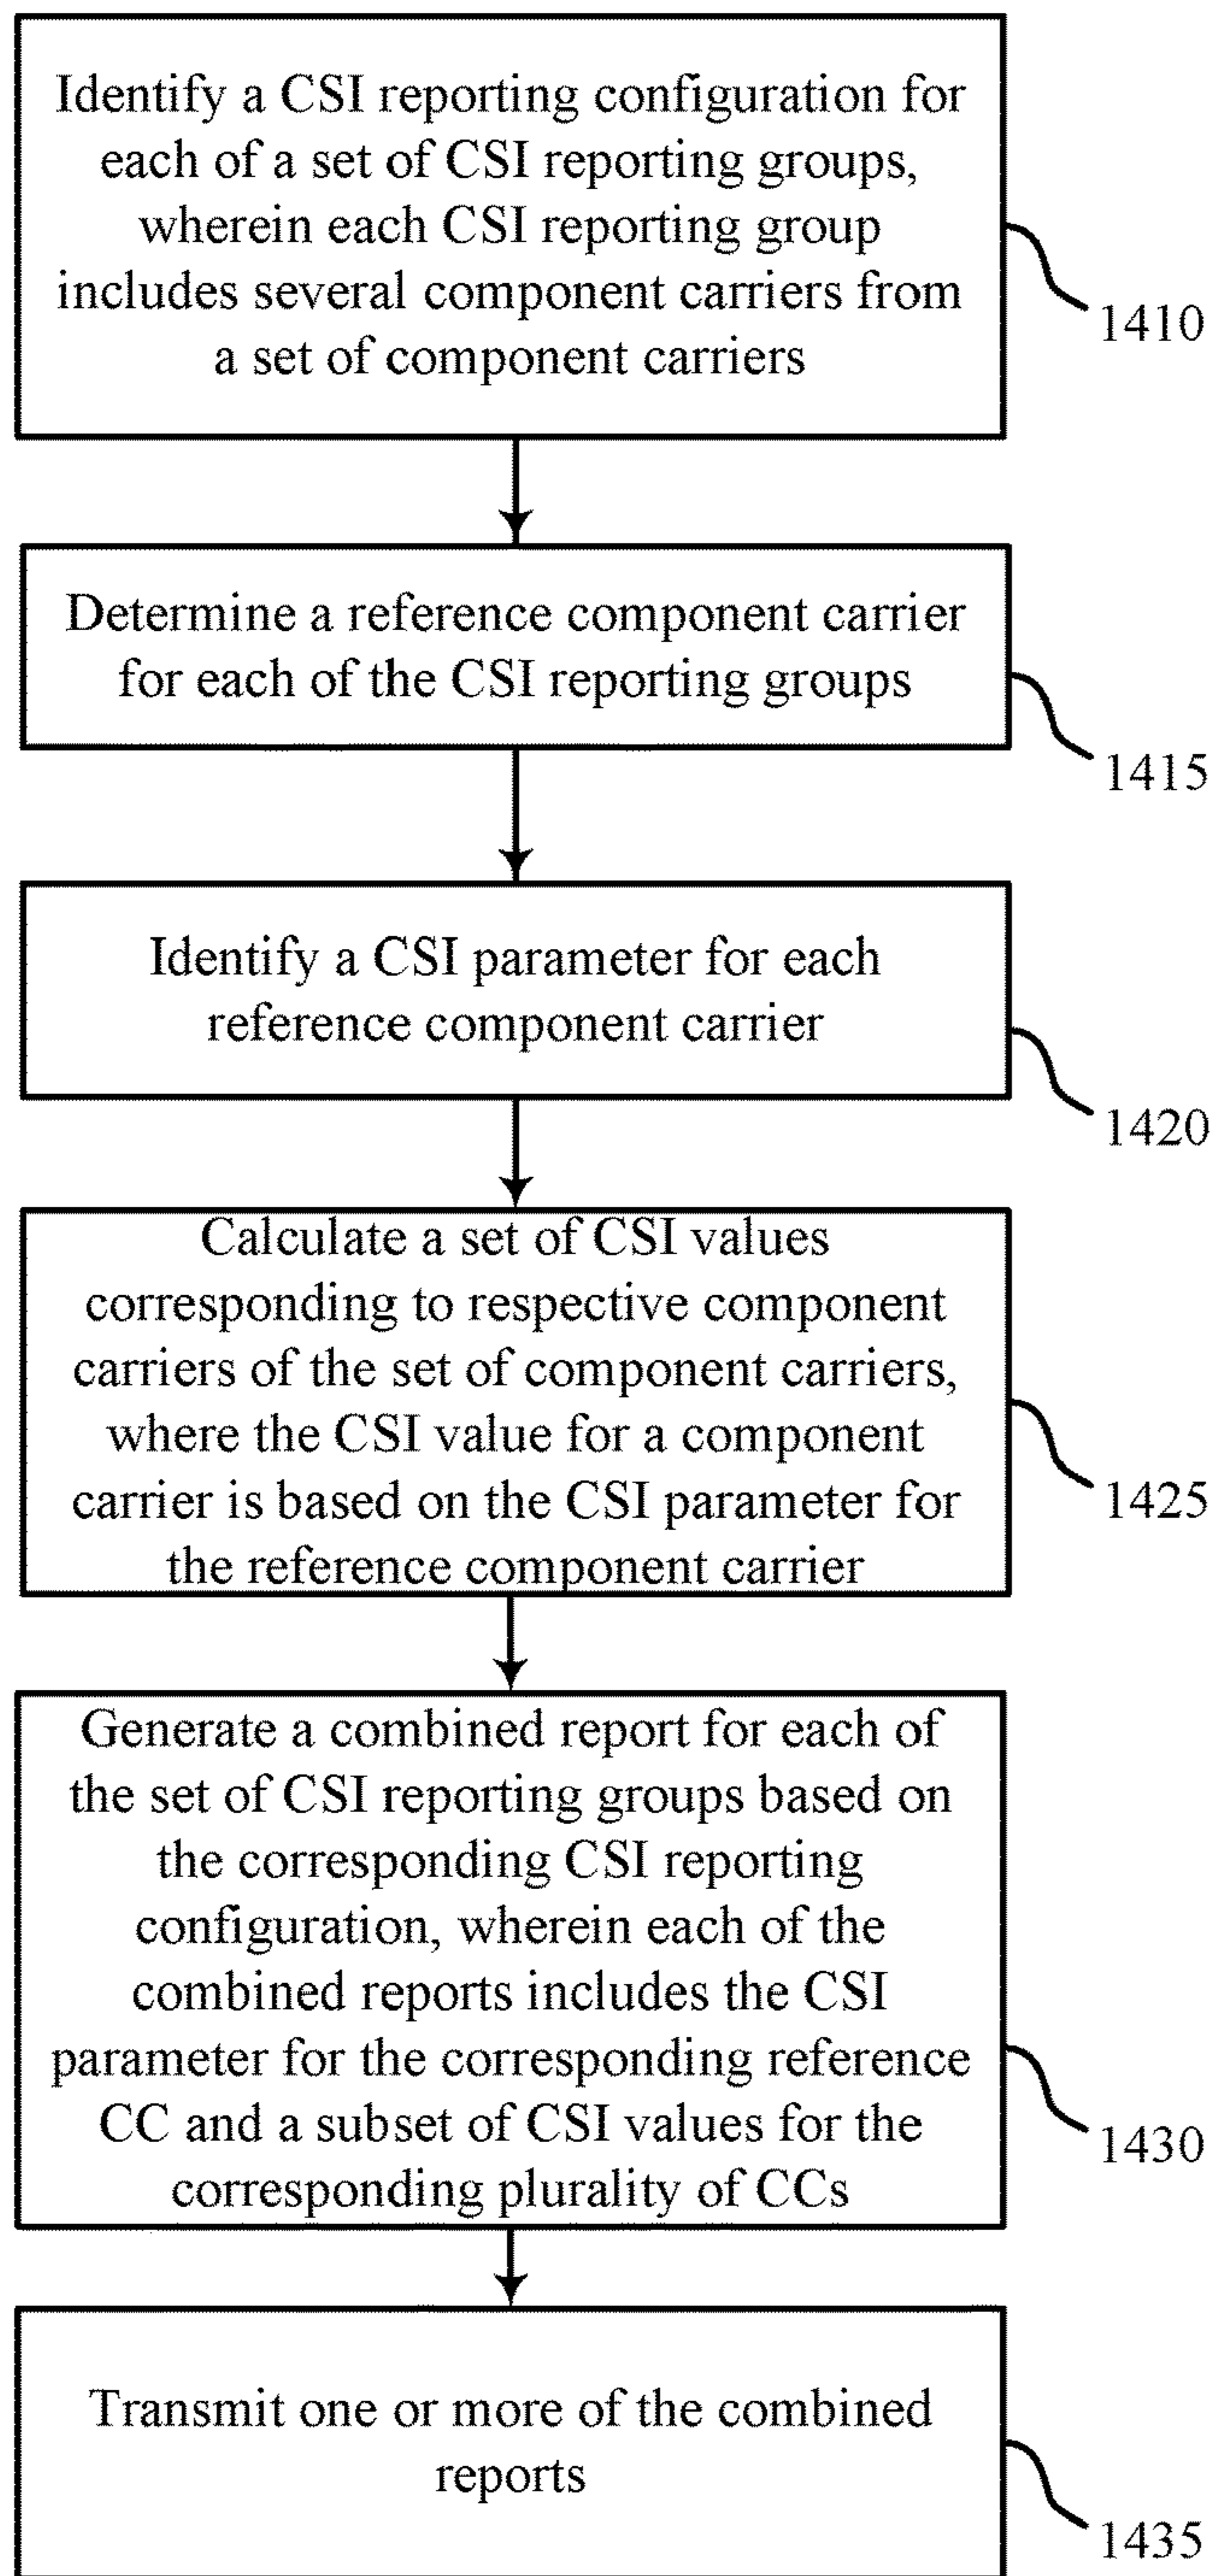 Identify a CSI reporting configuration for
each of a set of CSI reporting groups,
wherein each CSI reporting group
includes several component carriers from
a set of component carriers
1410
Determine a reference component carrier
for each of the CSI reporting groups
1415
Identify a CSI parameter for each
reference component carrier
1420
Calculate a set of CSI values
corresponding to respective component
carriers of the set of component carriers,
where the CSI value for a component
carrier is based on the CSI parameter for
the reference component carrier
1425
Generate a combined report for each of
the set of CSI reporting groups based on
the corresponding CSI reporting
configuration, wherein each of the
combined reports includes the CSI
parameter for the corresponding reference
CC and a subset of CSI values for the
corresponding plurality of CCs
1430
Transmit one or more of the combined
reports
1435